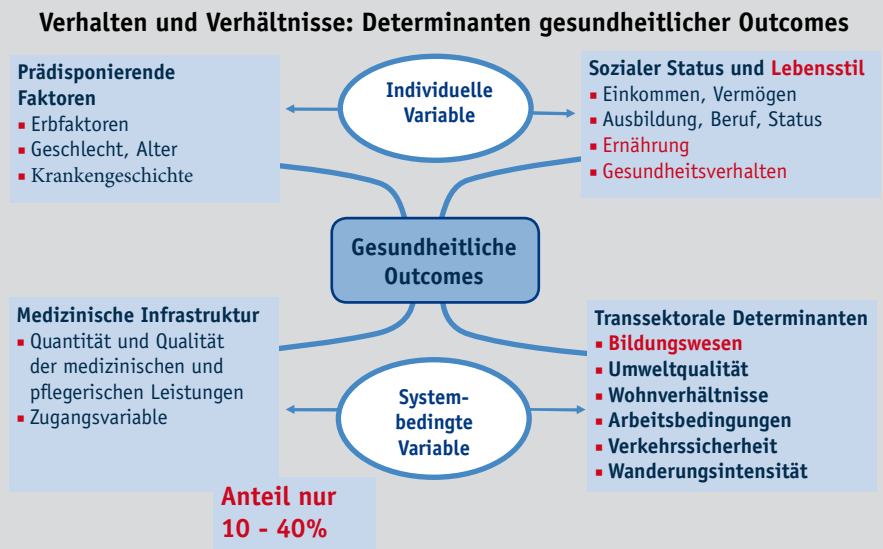 Verhalten und Verhältnisse: Determinanten gesundheitlicher Outcomes
Prädisponierende
Faktoren
▪ Erbfaktoren
▪ Geschlecht, Alter
▪ Krankengeschichte
Individuelle
Variable
Sozialer Status und Lebensstil
▪ Einkommen, Vermögen
▪ Ausbildung, Beruf, Status
▪ Ernährung
▪ Gesundheitsverhalten
Gesundheitliche
Outcomes
Medizinische Infrastruktur
▪ Quantität und Qualität
der medizinischen und
pflegerischen Leistungen
▪ Zugangsvariable
System-
bedingte
Variable
Transsektorale Determinanten
▪ Bildungswesen
▪ Umweltqualität
▪ Wohnverhältnisse
▪ Arbeitsbedingungen
▪ Verkehrssicherheit
▪ Wanderungsintensität
Anteil nur
10 - 40%